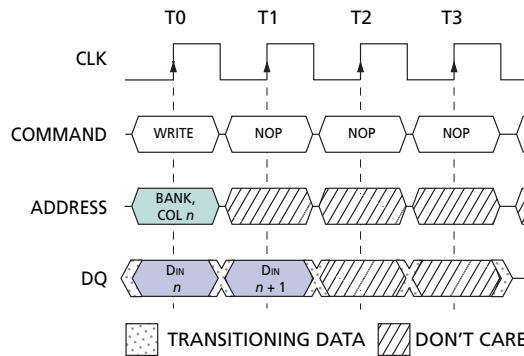 T0 T1 T2 T3
CLK
COMMAND WRITE NOP NOP NOP
ADDRESS BANK, COL n
DQ DIN n DIN n + 1
TRANSITIONING DATA DON'T CARE